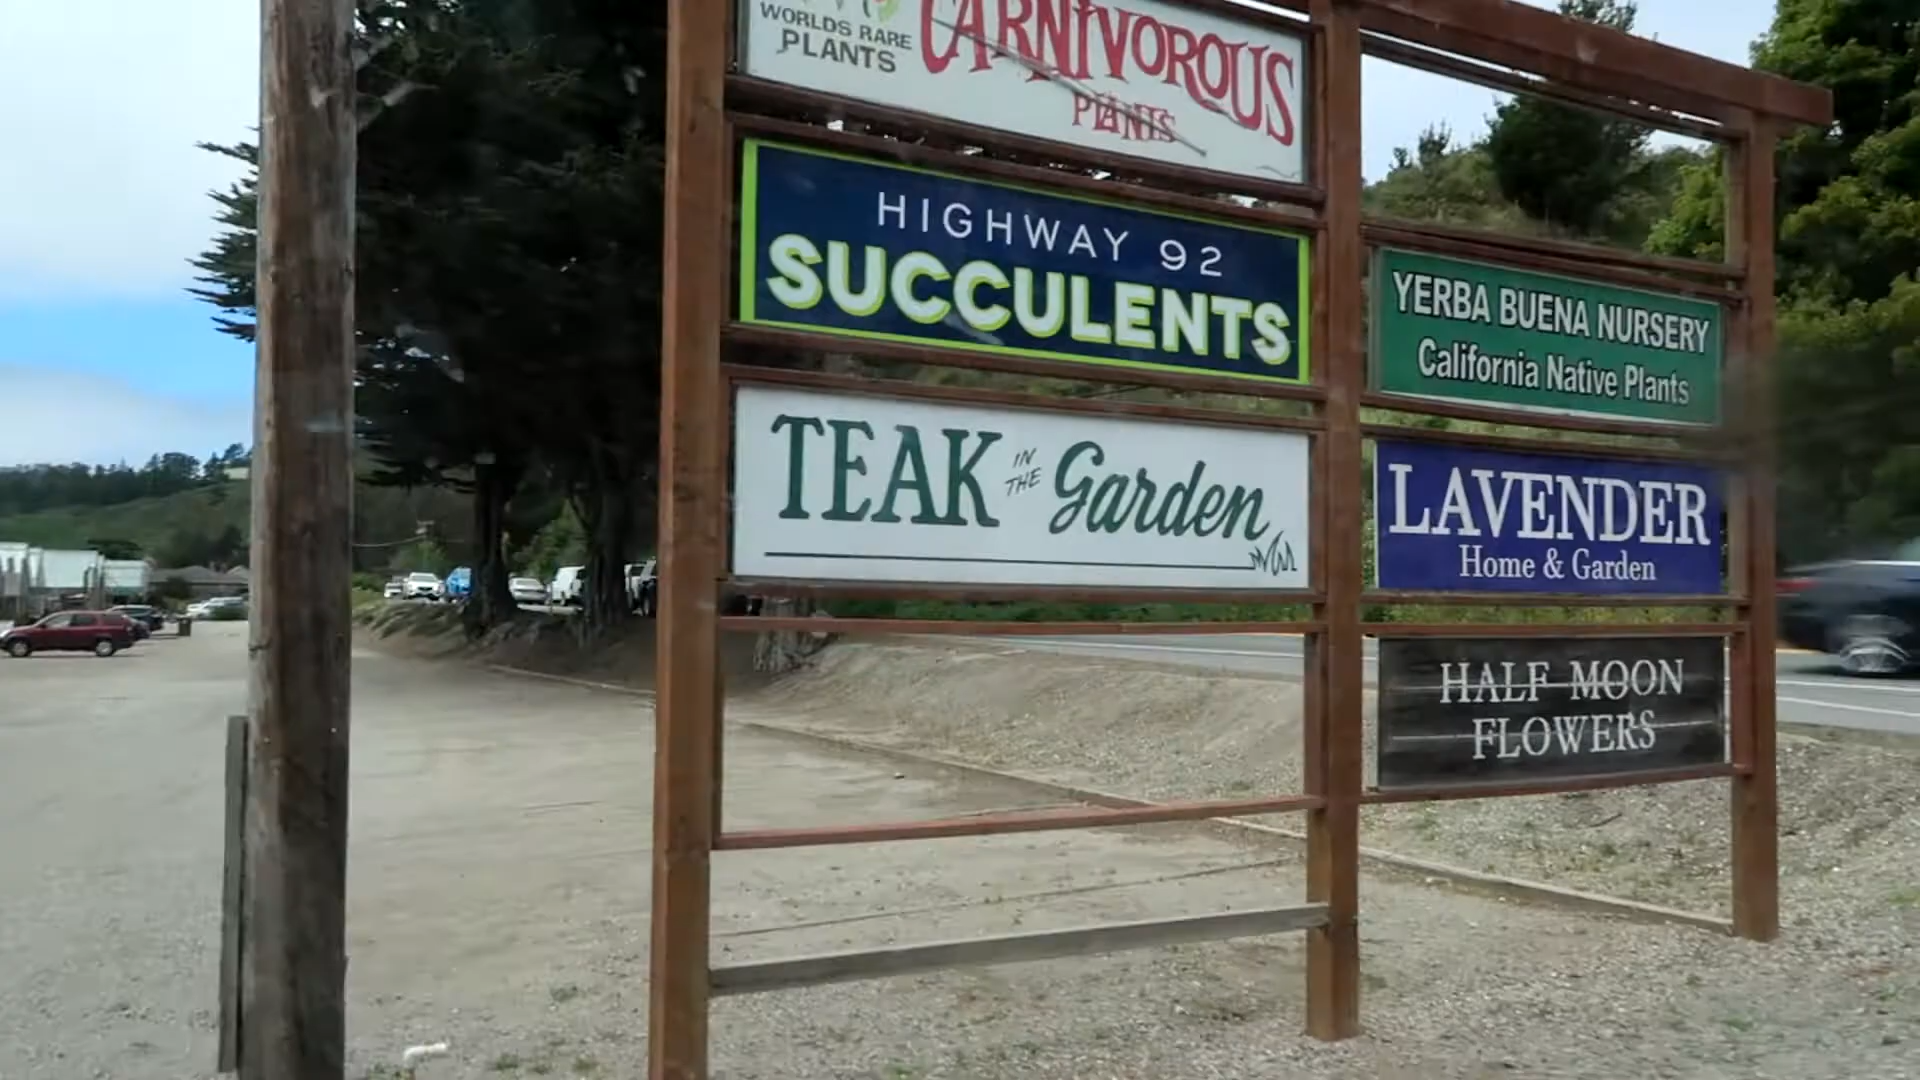 WORLDS RARE
PLANTS
CARNIVOROUS
PLANTS
HIGHWAY 92
SUCCULENTS
TEAK IN THE Garden
YERBA BUENA NURSERY
California Native Plants
LAVENDER
Home & Garden
HALF MOON
FLOWERS